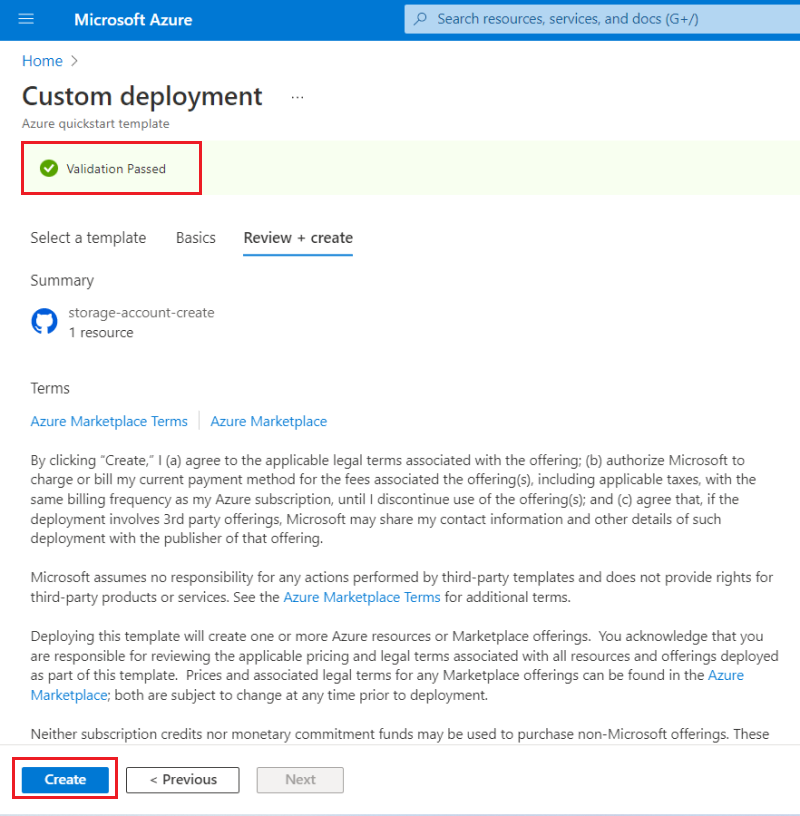 Microsoft Azure
Search resources, services, and docs (G+/)
Home >
Custom deployment ...
Azure quickstart template
Validation Passed
Select a template Basics Review + create
Summary
storage-account-create
1 resource
Terms
Azure Marketplace Terms | Azure Marketplace
By clicking “Create,” I (a) agree to the applicable legal terms associated with the offering; (b) authorize Microsoft to
charge or bill my current payment method for the fees associated the offering(s), including applicable taxes, with the
same billing frequency as my Azure subscription, until I discontinue use of the offering(s); and (c) agree that, if the
deployment involves 3rd party offerings, Microsoft may share my contact information and other details of such
deployment with the publisher of that offering.
Microsoft assumes no responsibility for any actions performed by third-party templates and does not provide rights for
third-party products or services. See the Azure Marketplace Terms for additional terms.
Deploying this template will create one or more Azure resources or Marketplace offerings.  You acknowledge that you
are responsible for reviewing the applicable pricing and legal terms associated with all resources and offerings deployed
as part of this template.  Prices and associated legal terms for any Marketplace offerings can be found in the Azure
Marketplace; both are subject to change at any time prior to deployment.
Neither subscription credits nor monetary commitment funds may be used to purchase non-Microsoft offerings. These
Create < Previous Next